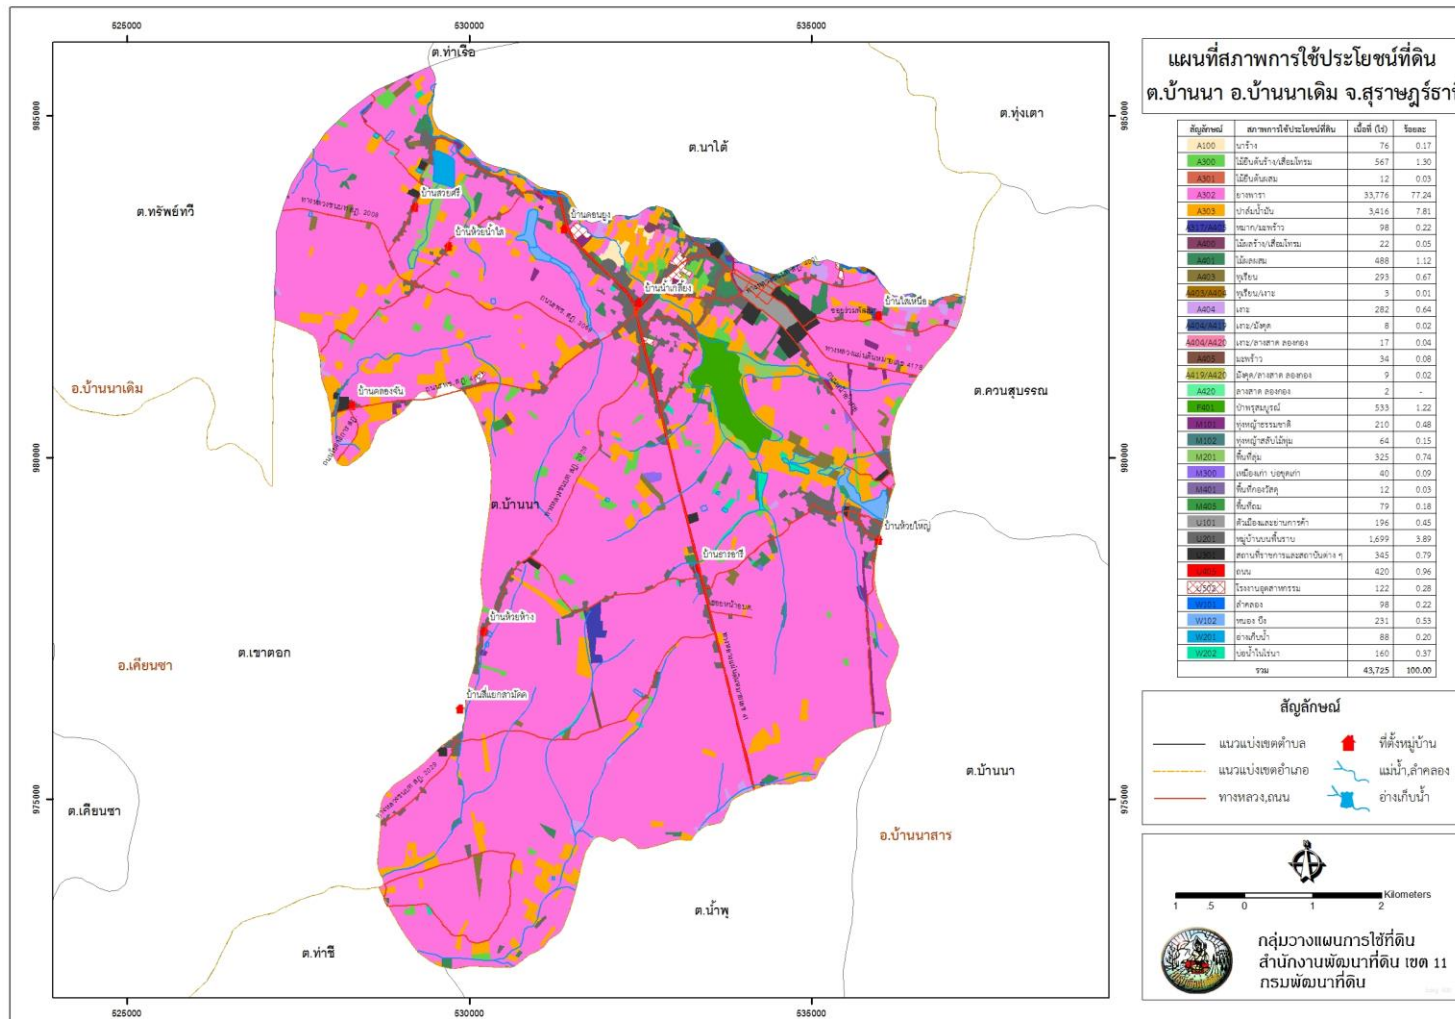 625000
630000
635000
985000
980000
975000
985000
980000
975000
625000
630000
635000
ต.ท่าเรือ
ต.ทุ่งเตา
ต.นาใต้
ต.ทรัพย์ทวี
บ้านสวยศรี
บ้านดอนยูง
บ้านห้วยน้ำใส
บ้านน้ำเกลี้ยง
อ.บ้านนาเดิม
บ้านคลองจัน
ต.ควนสุบรรณ
ต.บ้านนา
บ้านห้วยใหญ่
บ้านยางอารี
บ้านห้วยห้าง
ต.เขาตอก
อ.เคียนซา
บ้านสี่แยกสามัคคี
ต.บ้านนา
ต.เคียนซา
อ.บ้านนาสาร
ต.น้ำพุ
ต.ท่าชี
แผนที่สภาพการใช้ประโยชน์ที่ดิน
ต.บ้านนา อ.บ้านนาเดิม จ.สุราษฎร์ธานี
สัญลักษณ์ สภาพการใช้ประโยชน์ที่ดิน เนื้อที่ (ไร่) ร้อยละ
A100 นาร้าง 76 0.17
A300 ไม้ยืนต้นร้าง/เสื่อมโทรม 567 1.30
A301 ไม้ยืนต้นผสม 12 0.03
A302 ยางพารา 33,776 77.24
A303 ปาล์มน้ำมัน 3,416 7.81
A317/A405 หมาก/มะพร้าว 98 0.22
A400 ไม้ผลร้าง/เสื่อมโทรม 22 0.05
A401 ไม้ผลผสม 488 1.12
A403 ทุเรียน 293 0.67
A403/A404 ทุเรียน/เงาะ 3 0.01
A404 เงาะ 282 0.64
A404/A419 เงาะ/มังคุด 8 0.02
A404/A420 เงาะ/ลางสาด ลองกอง 17 0.04
A405 มะพร้าว 34 0.08
A419/A420 มังคุด/ลางสาด ลองกอง 9 0.02
A420 ลางสาด ลองกอง 2 -
F401 ป่าพรุสมบูรณ์ 533 1.22
M101 ทุ่งหญ้าธรรมชาติ 210 0.48
M102 ทุ่งหญ้าสลับไม้พุ่ม 64 0.15
M201 พื้นที่ลุ่ม 325 0.74
M300 เหมืองเก่า บ่อขุดเก่า 40 0.09
M401 พื้นที่กองวัสดุ 12 0.03
M405 พื้นที่ถม 79 0.18
U101 ตัวเมืองและย่านการค้า 196 0.45
U201 หมู่บ้านบนพื้นราบ 1,699 3.89
U301 สถานที่ราชการและสถาบันต่าง ๆ 345 0.79
U405 ถนน 420 0.96
U502 โรงงานอุตสาหกรรม 122 0.28
W101 ลำคลอง 98 0.22
W102 หนอง บึง 231 0.53
W201 อ่างเก็บน้ำ 88 0.20
W202 บ่อน้ำในไร่นา 160 0.37
รวม 43,725 100.00
สัญลักษณ์
แนวแบ่งเขตตำบล ที่ตั้งหมู่บ้าน
แนวแบ่งเขตอำเภอ แม่น้ำ,ลำคลอง
ทางหลวง,ถนน อ่างเก็บน้ำ
Kilometers
1 .5 0 1 2
กลุ่มวางแผนการใช้ที่ดิน
สำนักงานพัฒนาที่ดิน เขต 11
กรมพัฒนาที่ดิน